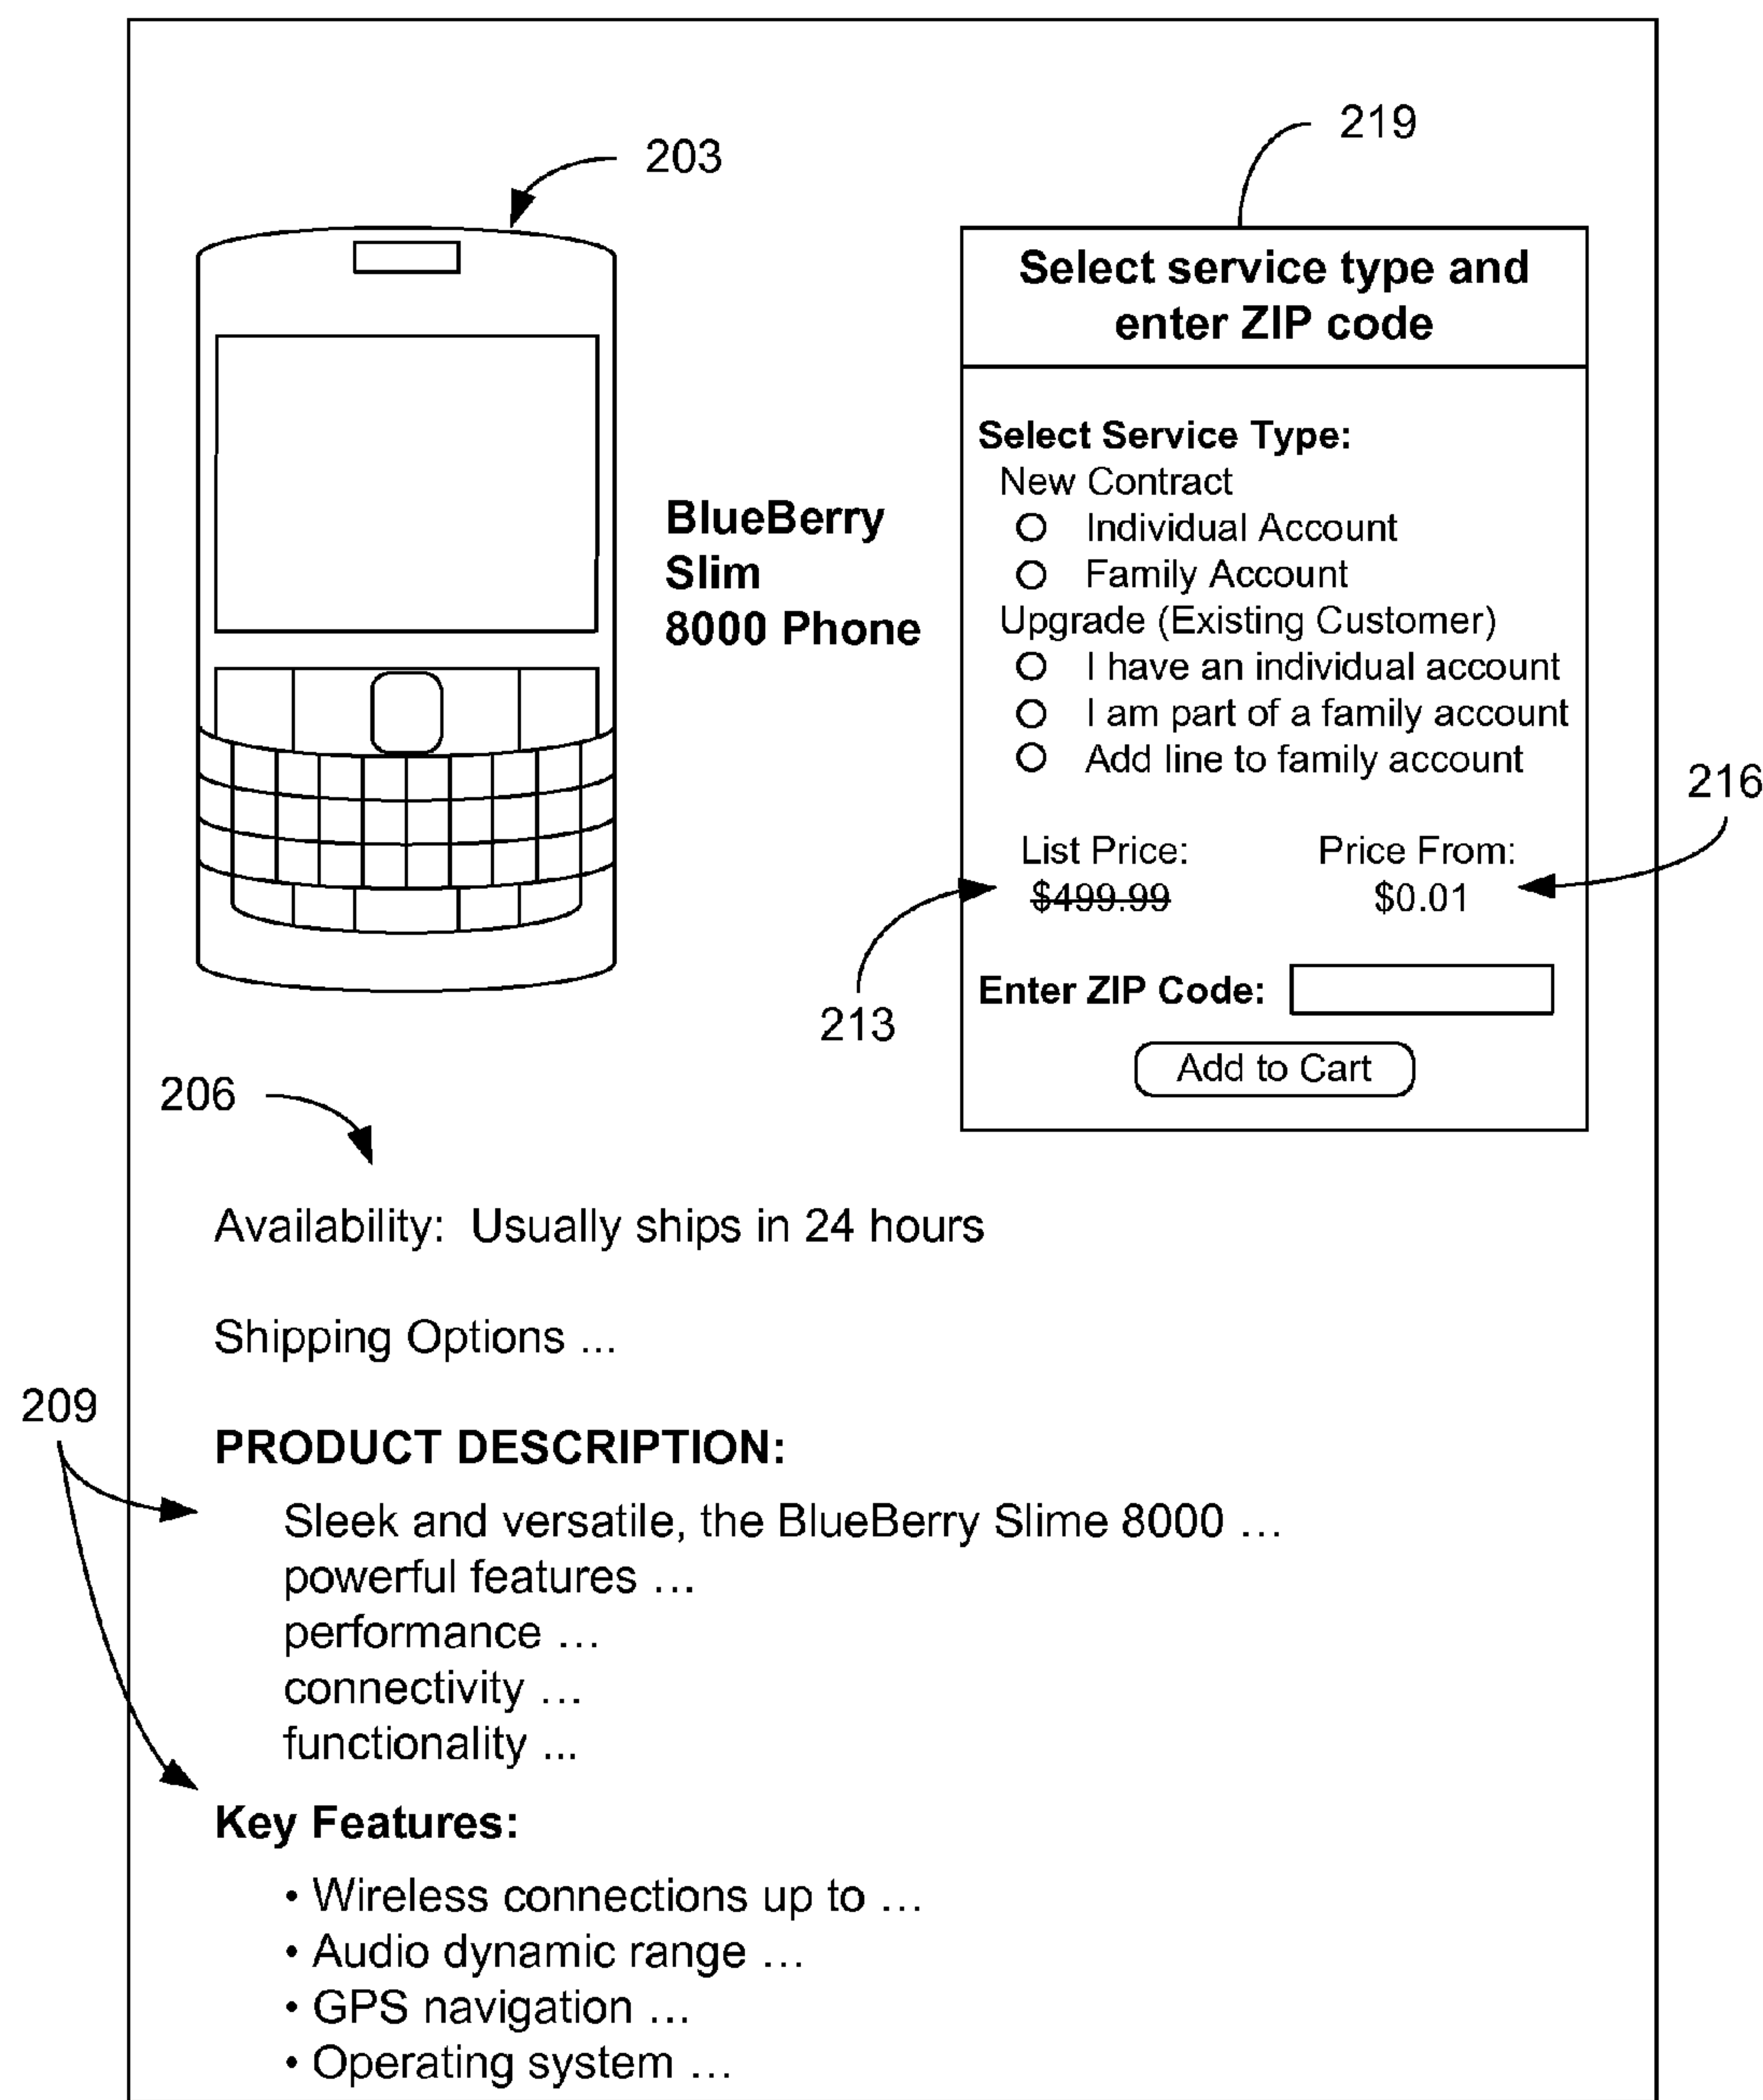 219
203
Select service type and
enter ZIP code
Select Service Type:
New Contract
Individual Account
Family Account
Upgrade (Existing Customer)
I have an individual account
I am part of a family account
Add line to family account
BlueBerry
Slim
8000 Phone
216
List Price:
$499.99
Price From:
$0.01
213
Enter ZIP Code:
Add to Cart
206
Availability: Usually ships in 24 hours
Shipping Options ...
209
PRODUCT DESCRIPTION:
Sleek and versatile, the BlueBerry Slime 8000 ...
powerful features ...
performance ...
connectivity ...
functionality ...
Key Features:
• Wireless connections up to ...
• Audio dynamic range ...
• GPS navigation ...
• Operating system ...